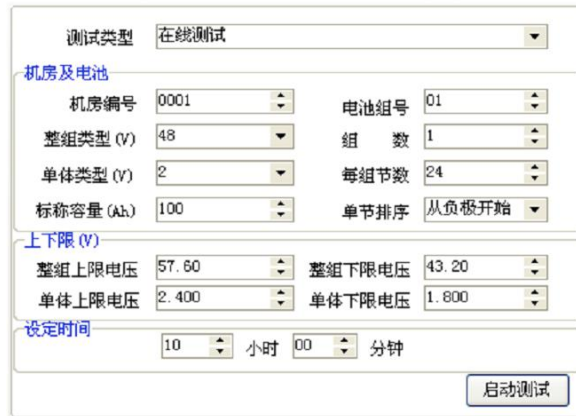 测试类型 在线测试
机房及电池
机房编号 0001 电池组号 01
整组类型(V) 48 组 数 1
单体类型(V) 2 每组节数 24
标称容量(Ah) 100 单节排序 从负极开始
上下限(V)
整组上限电压 57.60 整组下限电压 43.20
单体上限电压 2.400 单体下限电压 1.800
设定时间
10 小时 00 分钟
启动测试